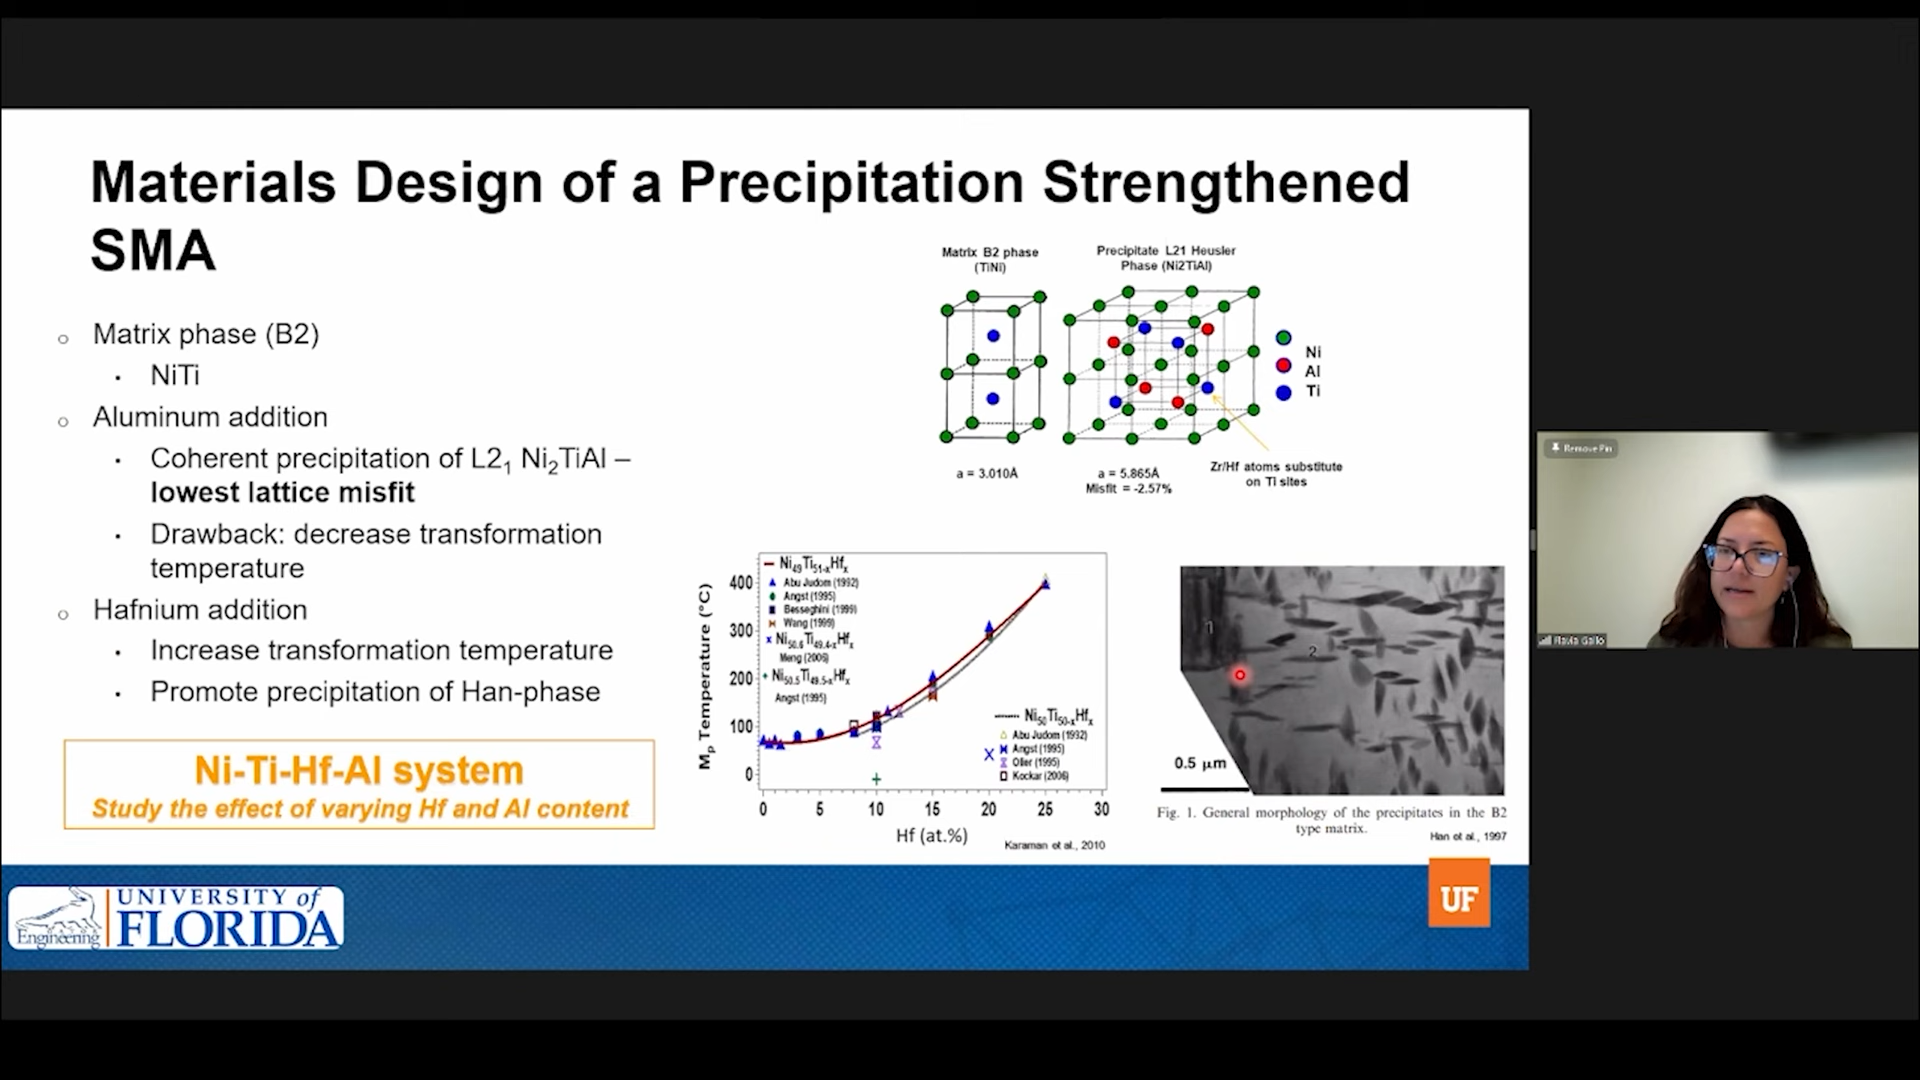 Materials Design of a Precipitation Strengthened
SMA
Matrix phase (B2)
NiTi
Aluminum addition
Coherent precipitation of L2₁ Ni₂TiAl –
lowest lattice misfit
Drawback: decrease transformation
temperature
Hafnium addition
Increase transformation temperature
Promote precipitation of Han-phase
Ni-Ti-Hf-Al system
Study the effect of varying Hf and Al content
Matrix B2 phase
(TiNi)
a = 3.010Å
Precipitate L21 Heusler
Phase (Ni2TiAl)
a = 5.865Å
Misfit = -2.57%
Ni
Al
Ti
Zr/Hf atoms substitute
on Ti sites
Mₚ Temperature (°C)
400
300
200
100
0
Ni₄₉Ti₅₁₋ₓHfₓ
Abu Judom (1992)
Angst (1995)
Besseghini (1999)
Wang (1999)
Ni₅₀.₆Ti₄₉.₄₋ₓHfₓ
Meng (2006)
Ni₅₀.₅Ti₄₉.₅₋ₓHfₓ
Angst (1995)
Ni₅₀Ti₅₀₋ₓHfₓ
Abu Judom (1992)
Angst (1995)
Olier (1995)
Kockar (2006)
0 5 10 15 20 25 30
Hf (at.%)
Karaman et al., 2010
1
2
0.5 μm
Fig. 1. General morphology of the precipitates in the B2
type matrix.
Han et al., 1997
Engineering
UNIVERSITY of
FLORIDA
UF
Remove Pin
Flavia Gallo